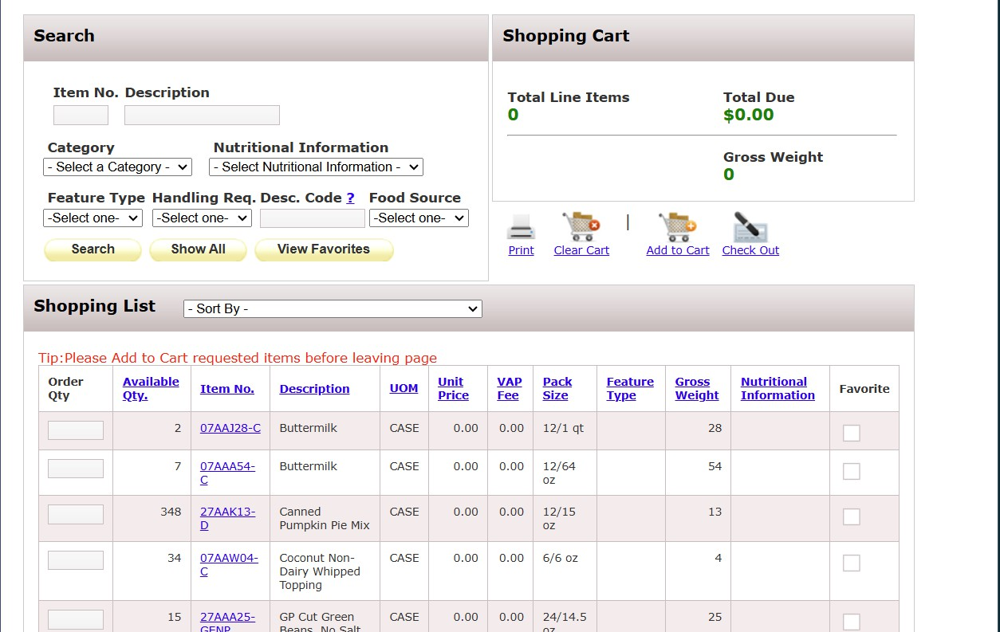 Search
Shopping Cart
Item No. Description
Total Line Items
0
Total Due
$0.00
Category
- Select a Category -
Nutritional Information
- Select Nutritional Information -
Gross Weight
0
Feature Type Handling Req. Desc. Code ? Food Source
-Select one- -Select one- -Select one-
Search Show All View Favorites
Print Clear Cart | Add to Cart Check Out
Shopping List
- Sort By -
Tip:Please Add to Cart requested items before leaving page
Order
Qty
Available
Qty.
Item No.
Description
UOM
Unit
Price
VAP
Fee
Pack
Size
Feature
Type
Gross
Weight
Nutritional
Information
Favorite
2 07AAJ28-C Buttermilk CASE 0.00 0.00 12/1 qt 28
7 07AAA54- Buttermilk CASE 0.00 0.00 12/64 54
C oz
348 27AAK13- Canned CASE 0.00 0.00 12/15 13
D Pumpkin Pie Mix oz
34 07AAW04- Coconut Non- CASE 0.00 0.00 6/6 oz 4
C Dairy Whipped
Topping
15 27AAA25- GP Cut Green CASE 0.00 0.00 24/14.5 25
GENP Beans, No Salt oz